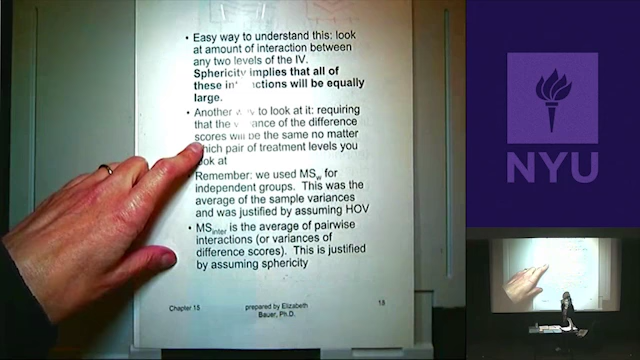 • Easy way to understand this: look
at amount of interaction between
any two levels of the IV.
Sphericity implies that all of
these ctions will be equally
large.
• Another to look at it: requiring
that the ance of the difference
scores will be the same no matter
hich pair of treatment levels you
ok at
Remember: we used MSw for
independent groups. This was the
average of the sample variances
and was justified by assuming HOV
• MSinter is the average of pairwise
interactions (or variances of
difference scores). This is justified
by assuming sphericity
Chapter 15
prepared by Elizabeth
Bauer, Ph.D.
18
NYU